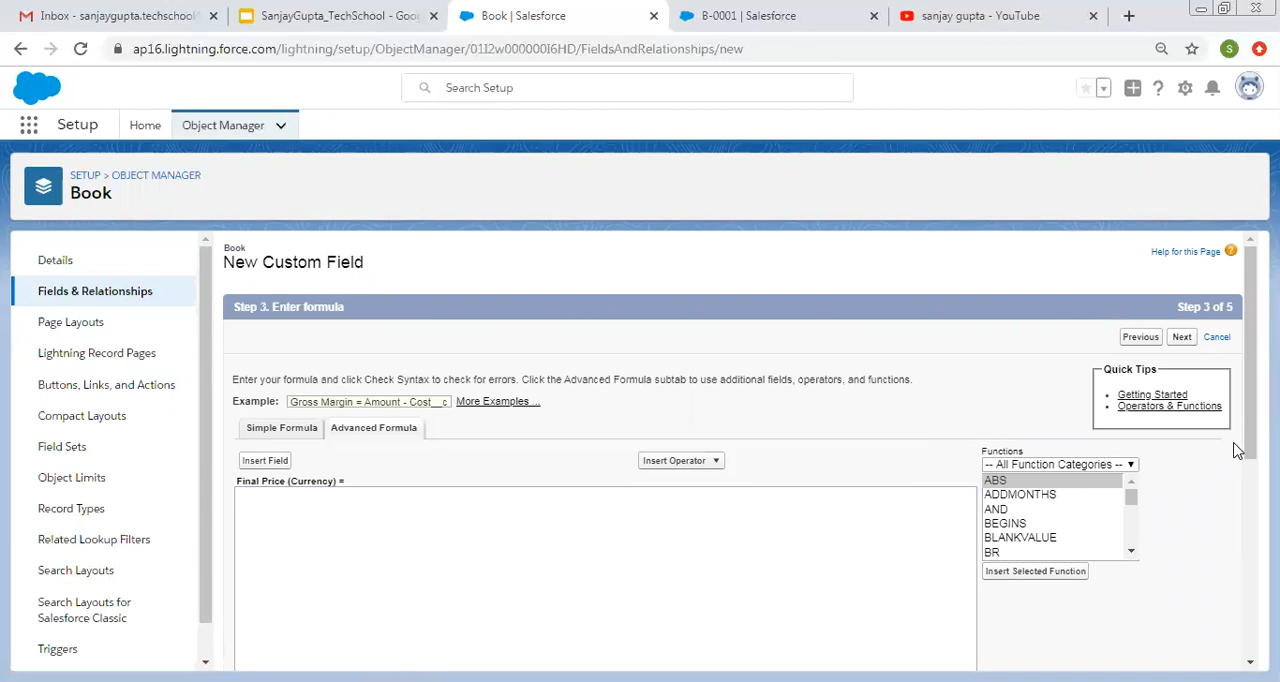 Inbox - sanjaygupta.techschool
SanjayGupta_TechSchool - Goo
Book | Salesforce
B-0001 | Salesforce
sanjay gupta - YouTube
ap16.lightning.force.com/lightning/setup/ObjectManager/01I2w000000I6HD/FieldsAndRelationships/new
S
Search Setup
Setup
Home
Object Manager
SETUP > OBJECT MANAGER
Book
Details
Fields & Relationships
Page Layouts
Lightning Record Pages
Buttons, Links, and Actions
Compact Layouts
Field Sets
Object Limits
Record Types
Related Lookup Filters
Search Layouts
Search Layouts for
Salesforce Classic
Triggers
Book
New Custom Field
Help for this Page
Step 3. Enter formula
Step 3 of 5
Previous
Next
Cancel
Enter your formula and click Check Syntax to check for errors. Click the Advanced Formula subtab to use additional fields, operators, and functions.
Example:
Gross Margin = Amount - Cost__c
More Examples ...
Quick Tips
Getting Started
Operators & Functions
Simple Formula
Advanced Formula
Insert Field
Insert Operator
Functions
-- All Function Categories --
ABS
ADDMONTHS
AND
BEGINS
BLANKVALUE
BR
Insert Selected Function
Final Price (Currency) =